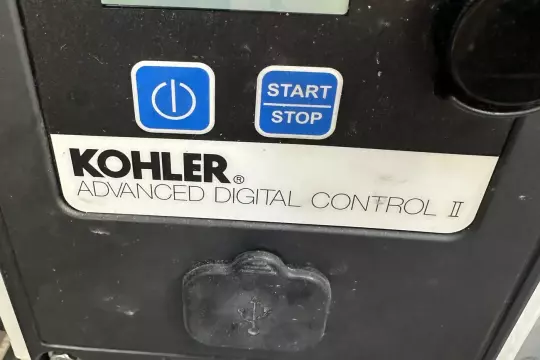 START
STOP
KOHLER®
ADVANCED DIGITAL CONTROL II